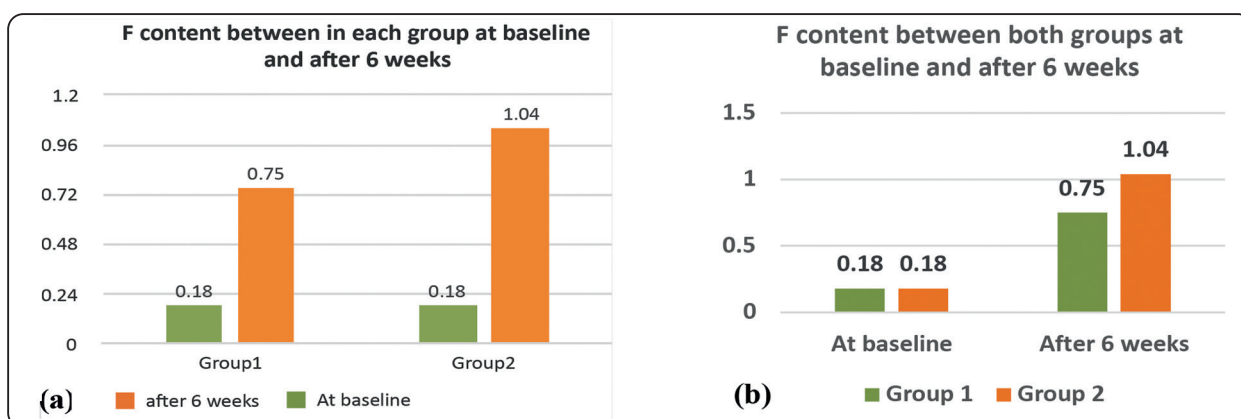 F content between in each group at baseline
and after 6 weeks
1.2
0.96
0.72
0.48
0.24
0
0.18
0.75
0.18
1.04
Group1
Group2
(a)
after 6 weeks
At baseline
F content between both groups at
baseline and after 6 weeks
1.5
1
0.5
0
0.18
0.18
0.75
1.04
At baseline
After 6 weeks
(b)
Group 1
Group 2